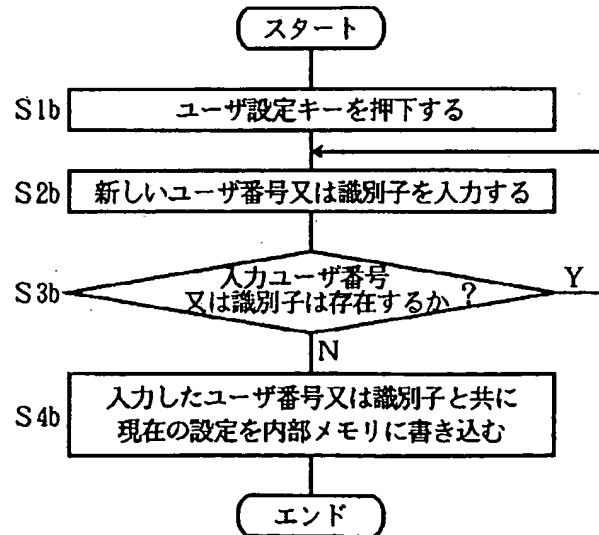 スタート
S1b ユーザ設定キーを押下する
S2b 新しいユーザ番号又は識別子を入力する
S3b 入力ユーザ番号
又は識別子は存在するか?
Y
N
S4b 入力したユーザ番号又は識別子と共に
現在の設定を内部メモリに書き込む
エンド